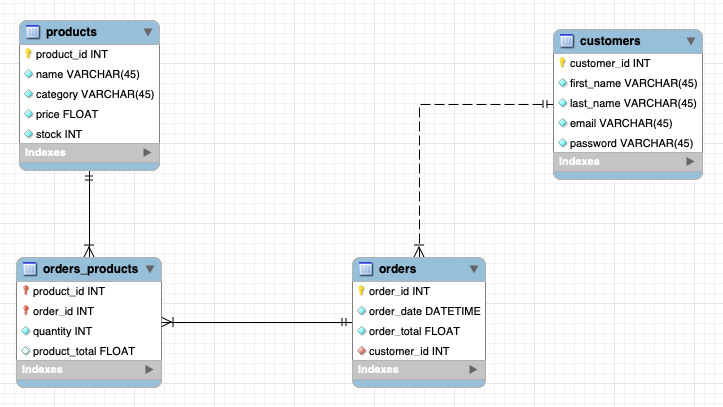 products
product_id INT
name VARCHAR(45)
category VARCHAR(45)
price FLOAT
stock INT
Indexes
customers
customer_id INT
first_name VARCHAR(45)
last_name VARCHAR(45)
email VARCHAR(45)
password VARCHAR(45)
Indexes
orders_products
product_id INT
order_id INT
quantity INT
product_total FLOAT
Indexes
orders
order_id INT
order_date DATETIME
order_total FLOAT
customer_id INT
Indexes